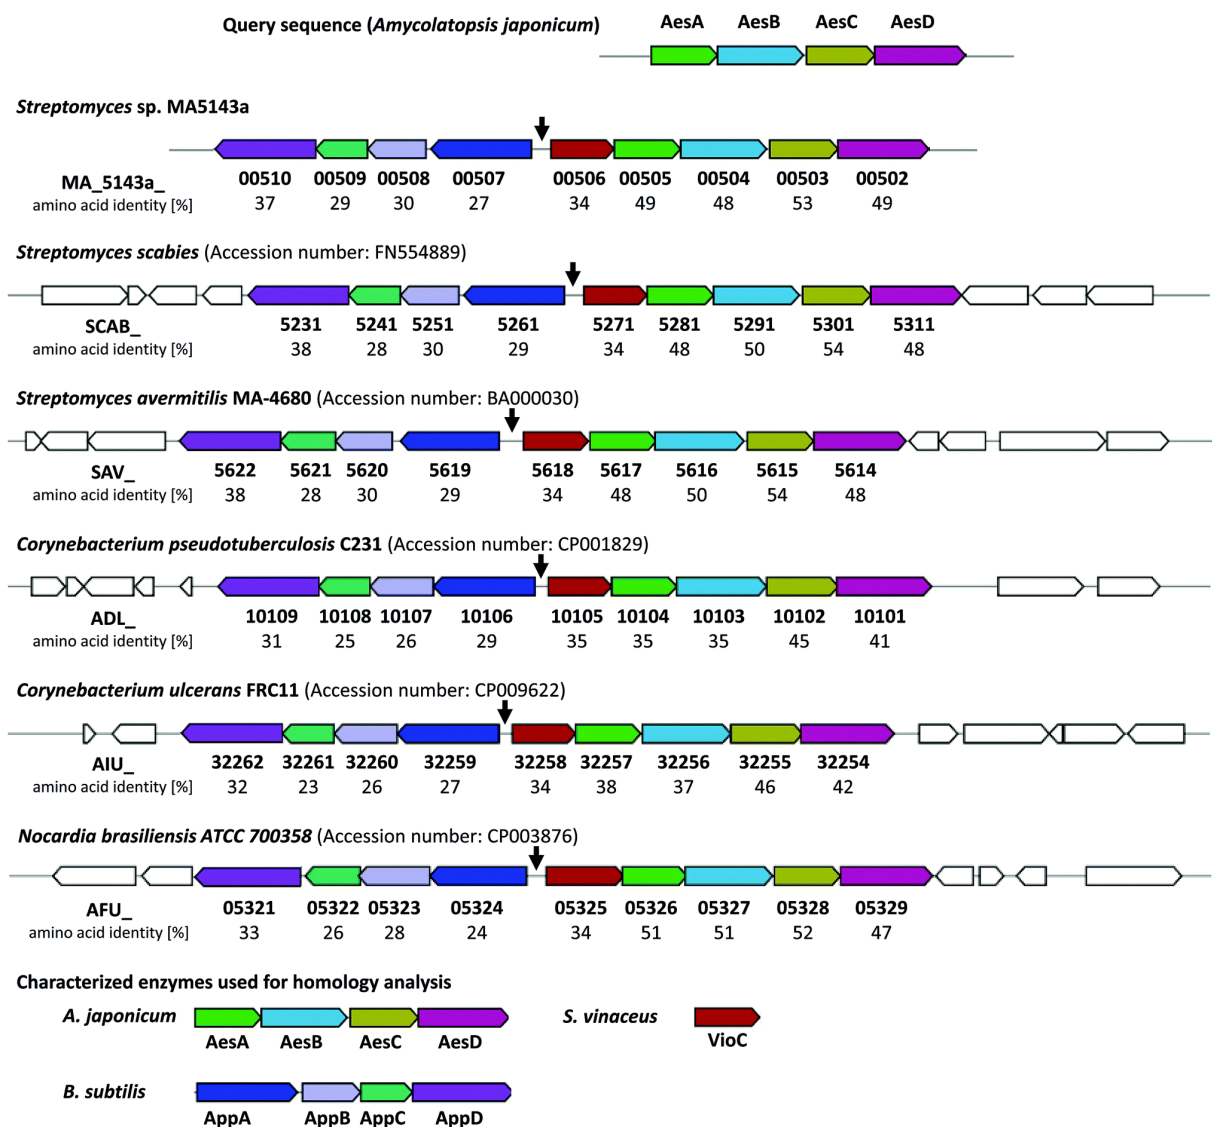 Query sequence (Amycolatopsis japonicum)
AesA AesB AesC AesD
Streptomyces sp. MA5143a
MA_5143a_ 00510 00509 00508 00507 00506 00505 00504 00503 00502
amino acid identity [%] 37 29 30 27 34 49 48 53 49
Streptomyces scabies (Accession number: FN554889)
SCAB_ 5231 5241 5251 5261 5271 5281 5291 5301 5311
amino acid identity [%] 38 28 30 29 34 48 50 54 48
Streptomyces avermitilis MA-4680 (Accession number: BA000030)
SAV_ 5622 5621 5620 5619 5618 5617 5616 5615 5614
amino acid identity [%] 38 28 30 29 34 48 50 54 48
Corynebacterium pseudotuberculosis C231 (Accession number: CP001829)
ADL_ 10109 10108 10107 10106 10105 10104 10103 10102 10101
amino acid identity [%] 31 25 26 29 35 35 35 45 41
Corynebacterium ulcerans FRC11 (Accession number: CP009622)
AIU_ 32262 32261 32260 32259 32258 32257 32256 32255 32254
amino acid identity [%] 32 23 26 27 34 38 37 46 42
Nocardia brasiliensis ATCC 700358 (Accession number: CP003876)
AFU_ 05321 05322 05323 05324 05325 05326 05327 05328 05329
amino acid identity [%] 33 26 28 24 34 51 51 52 47
Characterized enzymes used for homology analysis
A. japonicum S. vinaceus
AesA AesB AesC AesD VioC
B. subtilis
AppA AppB AppC AppD